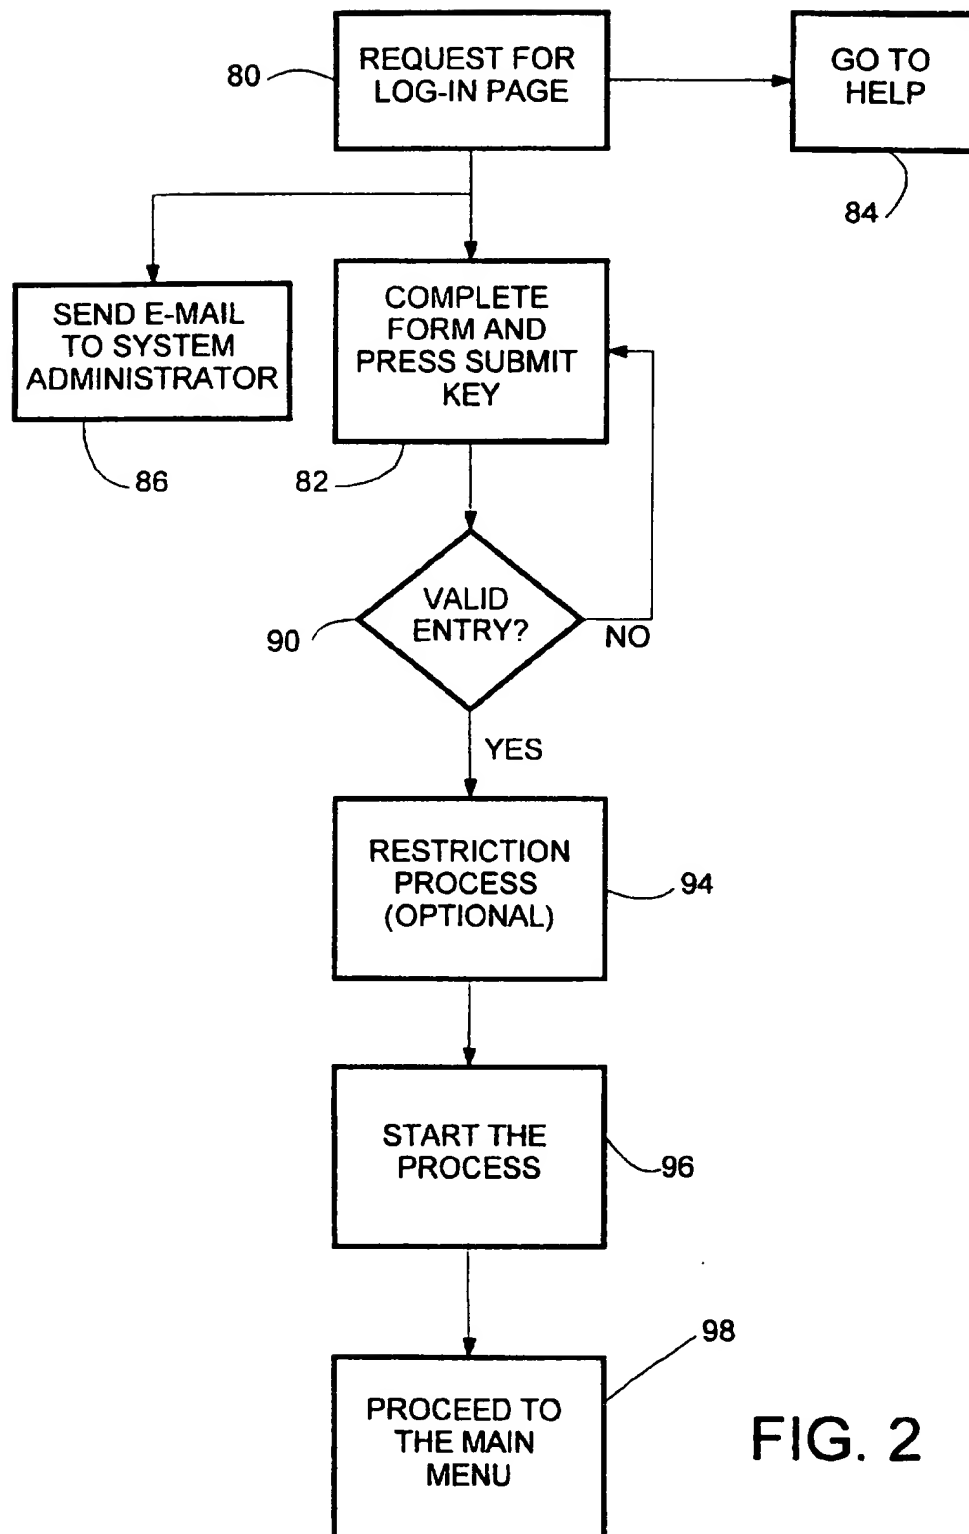 80
REQUEST FOR
LOG-IN PAGE
GO TO
HELP
84
SEND E-MAIL
TO SYSTEM
ADMINISTRATOR
86
COMPLETE
FORM AND
PRESS SUBMIT
KEY
82
VALID
ENTRY?
90
NO
YES
RESTRICTION
PROCESS
(OPTIONAL)
94
START THE
PROCESS
96
98
PROCEED TO
THE MAIN
MENU
FIG. 2